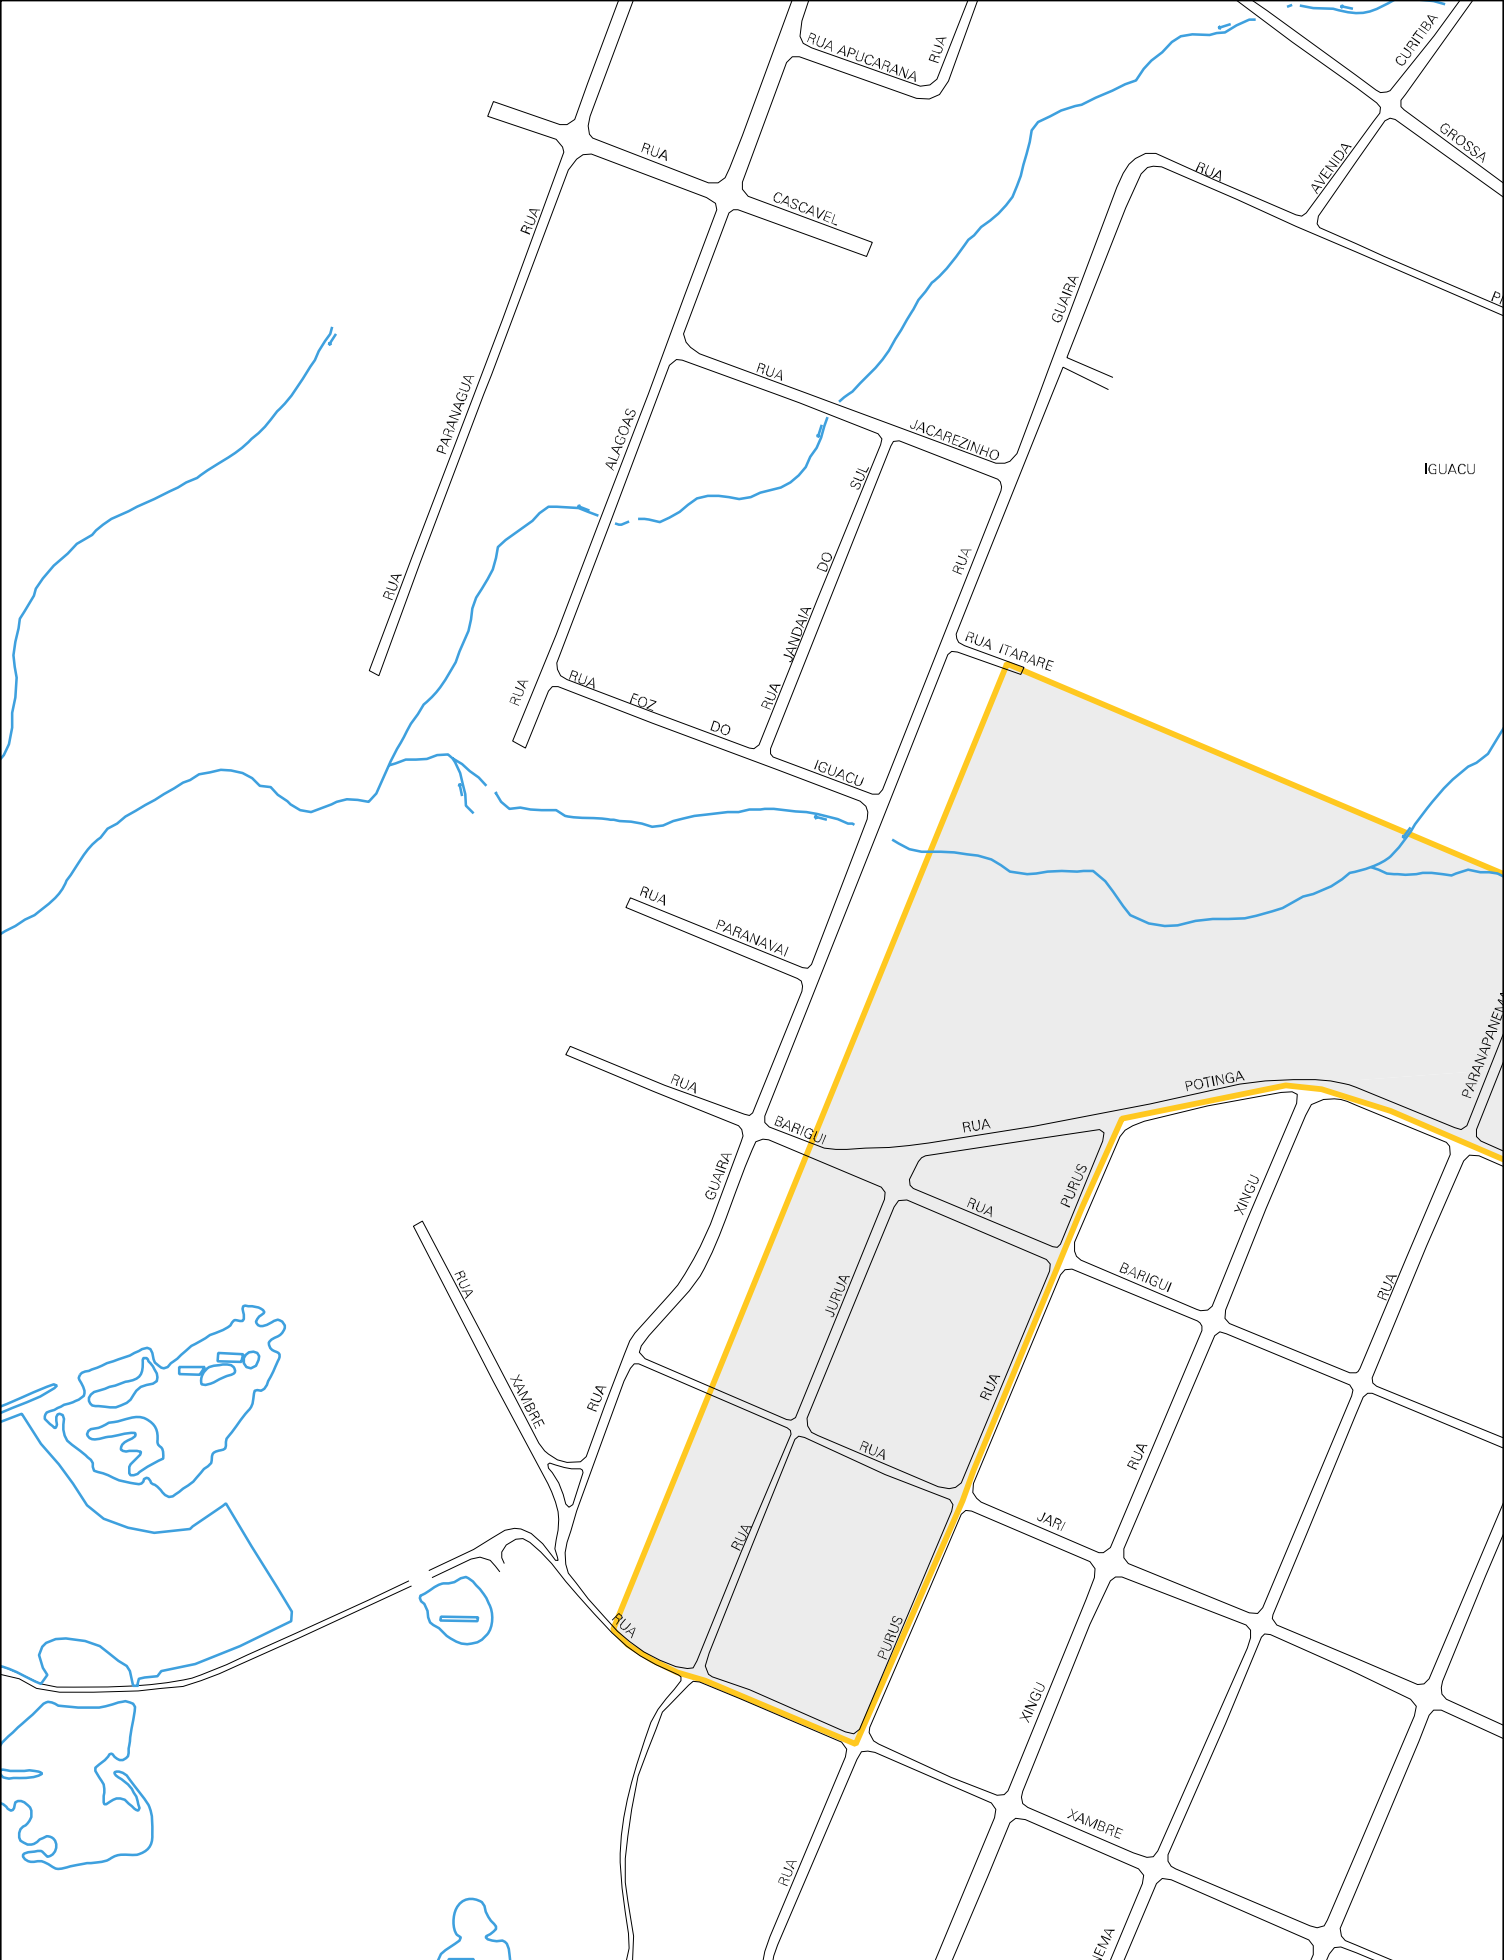 CURITIBA
RUA APUCARANA
RUA
GROSSA
AVENIDA
RUA
RUA
CASCAVEL
RUA
GUAIRA
RUA
PARANAGUA
ALAGOAS
JACAREZINHO
IGUACU
SUL
DO
RUA
RUA
JANDAIA
RUA ITARARE
RUA
RUA
RUA
FOZ
DO
IGUACU
RUA
PARANAVAI
PARANAPANEMA
RUA
POTINGA
BARIGUI
RUA
GUAIRA
PURUS
XINGU
RUA
BARIGUI
RUA
JURUA
RUA
XAMBRE
RUA
RUA
RUA
RUA
JARI
RUA
RUA
PURUS
XINGU
XAMBRE
RUA